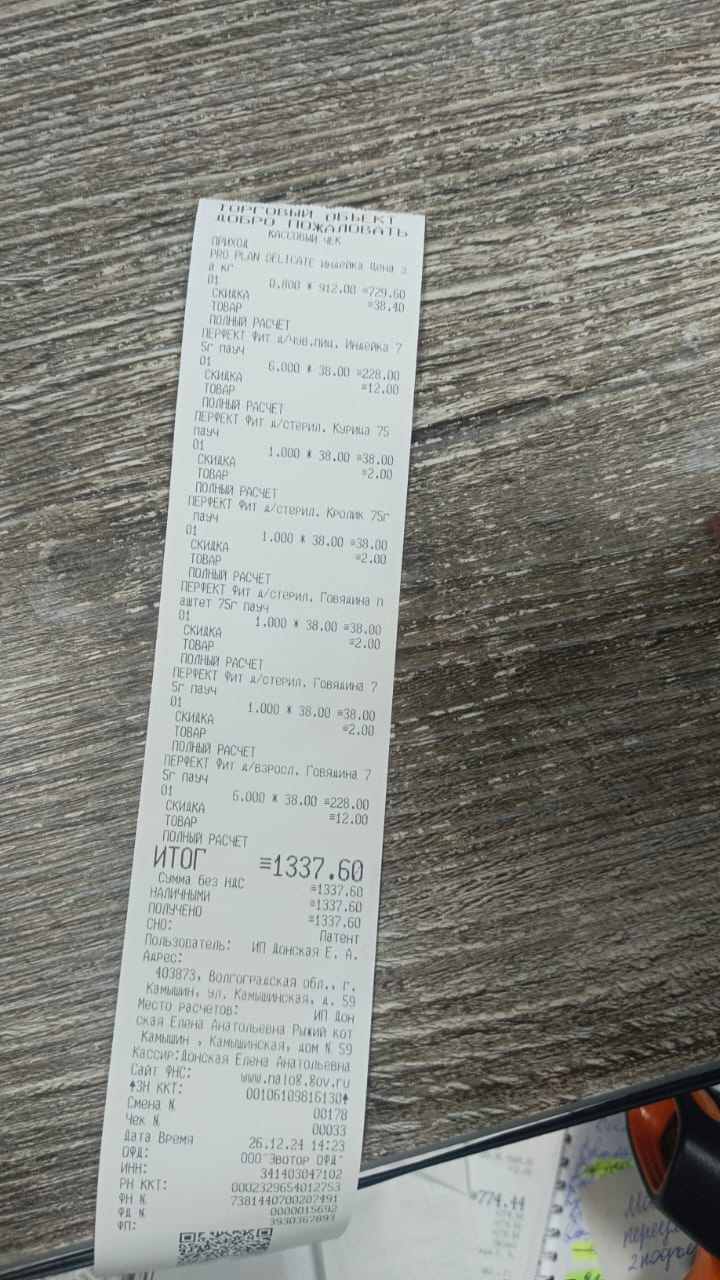 ТОРГОВЫЙ ОБЪЕКТ
ДОБРО ПОЖАЛОВАТЬ
КАССОВЫЙ ЧЕК
ПРИХОД
PRO PLAN DELICATE Индейка Цена з
а кг
01 0.800 * 912.00 =729.60
СКИДКА =38.40
ТОВАР
ПОЛНЫЙ РАСЧЕТ
ПЕРФЕКТ Фит д/чув.пищ. Индейка 7
5г пауч
01 6.000 * 38.00 =228.00
СКИДКА =12.00
ТОВАР
ПОЛНЫЙ РАСЧЕТ
ПЕРФЕКТ Фит д/стерил. Курица 75
пауч
01 1.000 * 38.00 =38.00
СКИДКА =2.00
ТОВАР
ПОЛНЫЙ РАСЧЕТ
ПЕРФЕКТ Фит д/стерил. Кролик 75г
пауч
01 1.000 * 38.00 =38.00
СКИДКА =2.00
ТОВАР
ПОЛНЫЙ РАСЧЕТ
ПЕРФЕКТ Фит д/стерил. Говядина п
аштет 75г пауч
01 1.000 * 38.00 =38.00
СКИДКА =2.00
ТОВАР
ПОЛНЫЙ РАСЧЕТ
ПЕРФЕКТ Фит д/стерил. Говядина 7
5г пауч
01 1.000 * 38.00 =38.00
СКИДКА =2.00
ТОВАР
ПОЛНЫЙ РАСЧЕТ
ПЕРФЕКТ Фит д/взросл. Говядина 7
5г пауч
01 6.000 * 38.00 =228.00
СКИДКА =12.00
ТОВАР
ПОЛНЫЙ РАСЧЕТ
ИТОГ =1337.60
Сумма без НДС =1337.60
НАЛИЧНЫМИ =1337.60
ПОЛУЧЕНО =1337.60
СНО: Патент
Пользователь: ИП Донская Е. А.
Адрес:
403873, Волгоградская обл., г.
Камышин, ул. Камышинская, д. 59
Место расчетов: ИП Дон
ская Елена Анатольевна Рыжий кот
Камышин , Камышинская, дом N 59
Кассир:Донская Елена Анатольевна
Сайт ФНС: www.nalog.gov.ru
ЗН ККТ: 00106109816130
Смена N 00178
Чек N 00033
Дата Время 26.12.24 14:23
ОФД: ООО"Эвотор ОФД"
ИНН: 341403047102
РН ККТ: 0002329654012753
ФН N 7381440700207491
ФД N 0000015692
ФП: 3930367893
=774.44